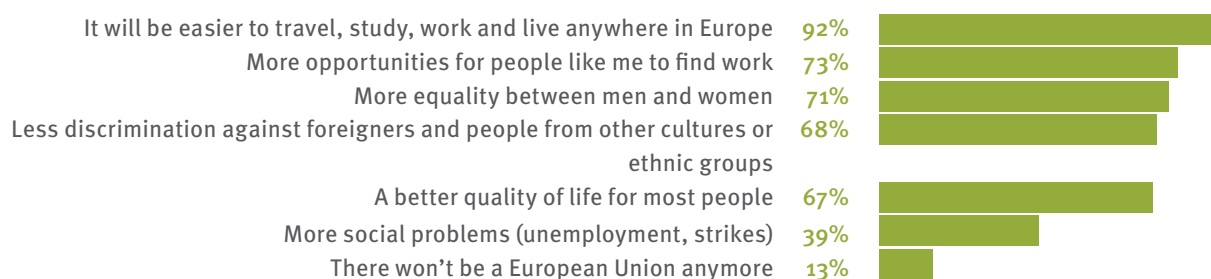 It will be easier to travel, study, work and live anywhere in Europe 92%
More opportunities for people like me to find work 73%
More equality between men and women 71%
Less discrimination against foreigners and people from other cultures or 68%
ethnic groups
A better quality of life for most people 67%
More social problems (unemployment, strikes) 39%
There won’t be a European Union anymore 13%